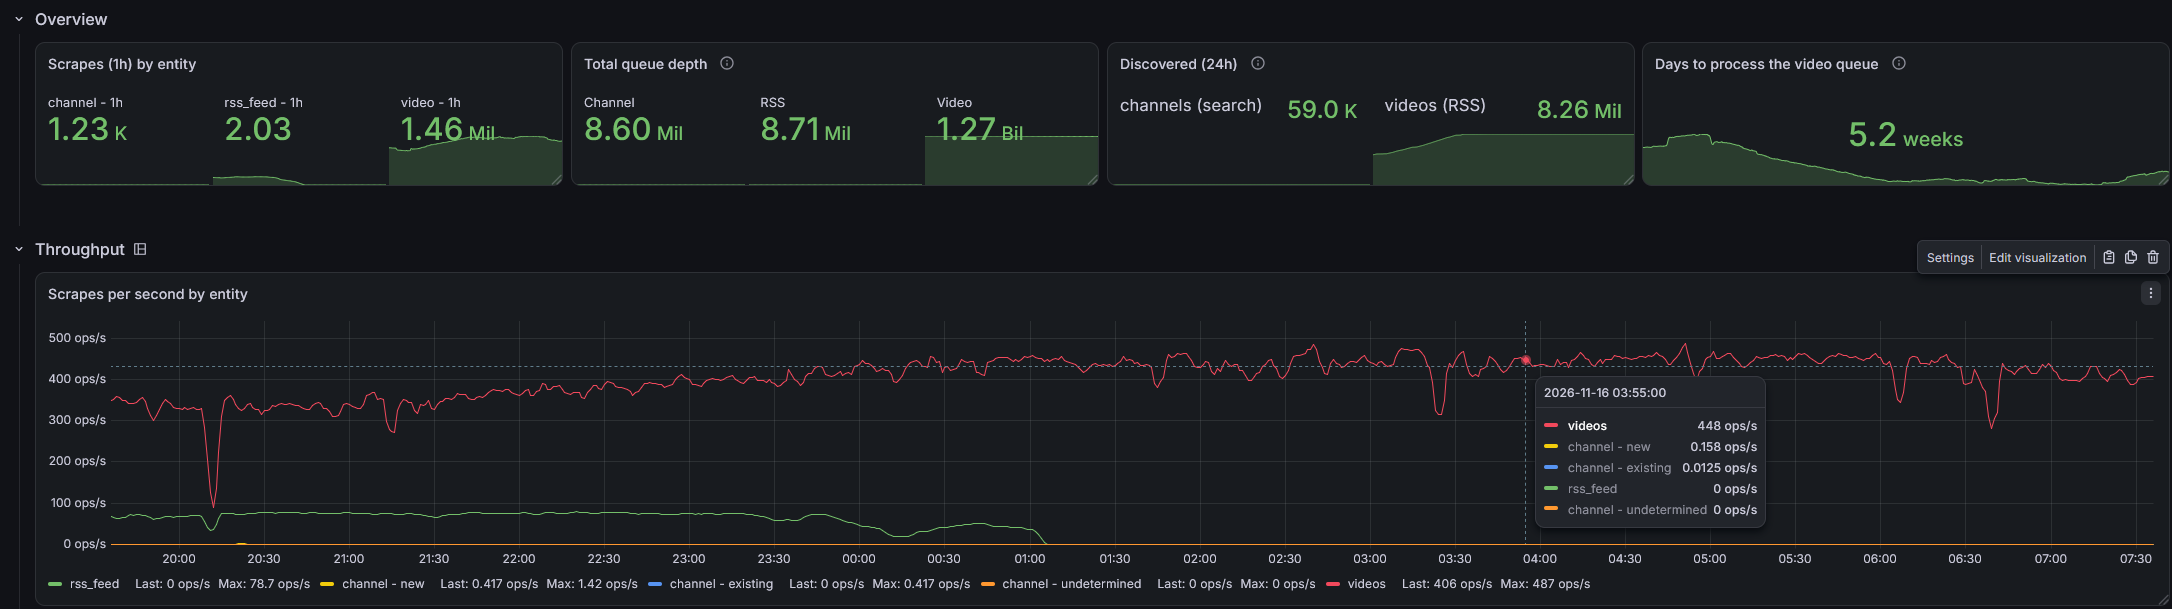 Overview
Scrapes (1h) by entity
Total queue depth
Discovered (24h)
Days to process the video queue
channel - 1h
1.23 K
rss_feed - 1h
2.03
video - 1h
1.46 Mil
Channel
8.60 Mil
RSS
8.71 Mil
Video
1.27 Bil
channels (search) 59.0 K
videos (RSS) 8.26 Mil
5.2 weeks
Throughput
Settings Edit visualization
Scrapes per second by entity
500 ops/s
400 ops/s
300 ops/s
200 ops/s
100 ops/s
0 ops/s
2026-11-16 03:55:00
videos 448 ops/s
channel - new 0.158 ops/s
channel - existing 0.0125 ops/s
rss_feed 0 ops/s
channel - undetermined 0 ops/s
20:00 20:30 21:00 21:30 22:00 22:30 23:00 23:30 00:00 00:30 01:00 01:30 02:00 02:30 03:00 03:30 04:00 04:30 05:00 05:30 06:00 06:30 07:00 07:30
rss_feed Last: 0 ops/s Max: 78.7 ops/s channel - new Last: 0.417 ops/s Max: 1.42 ops/s channel - existing Last: 0 ops/s Max: 0.417 ops/s channel - undetermined Last: 0 ops/s Max: 0 ops/s videos Last: 406 ops/s Max: 487 ops/s